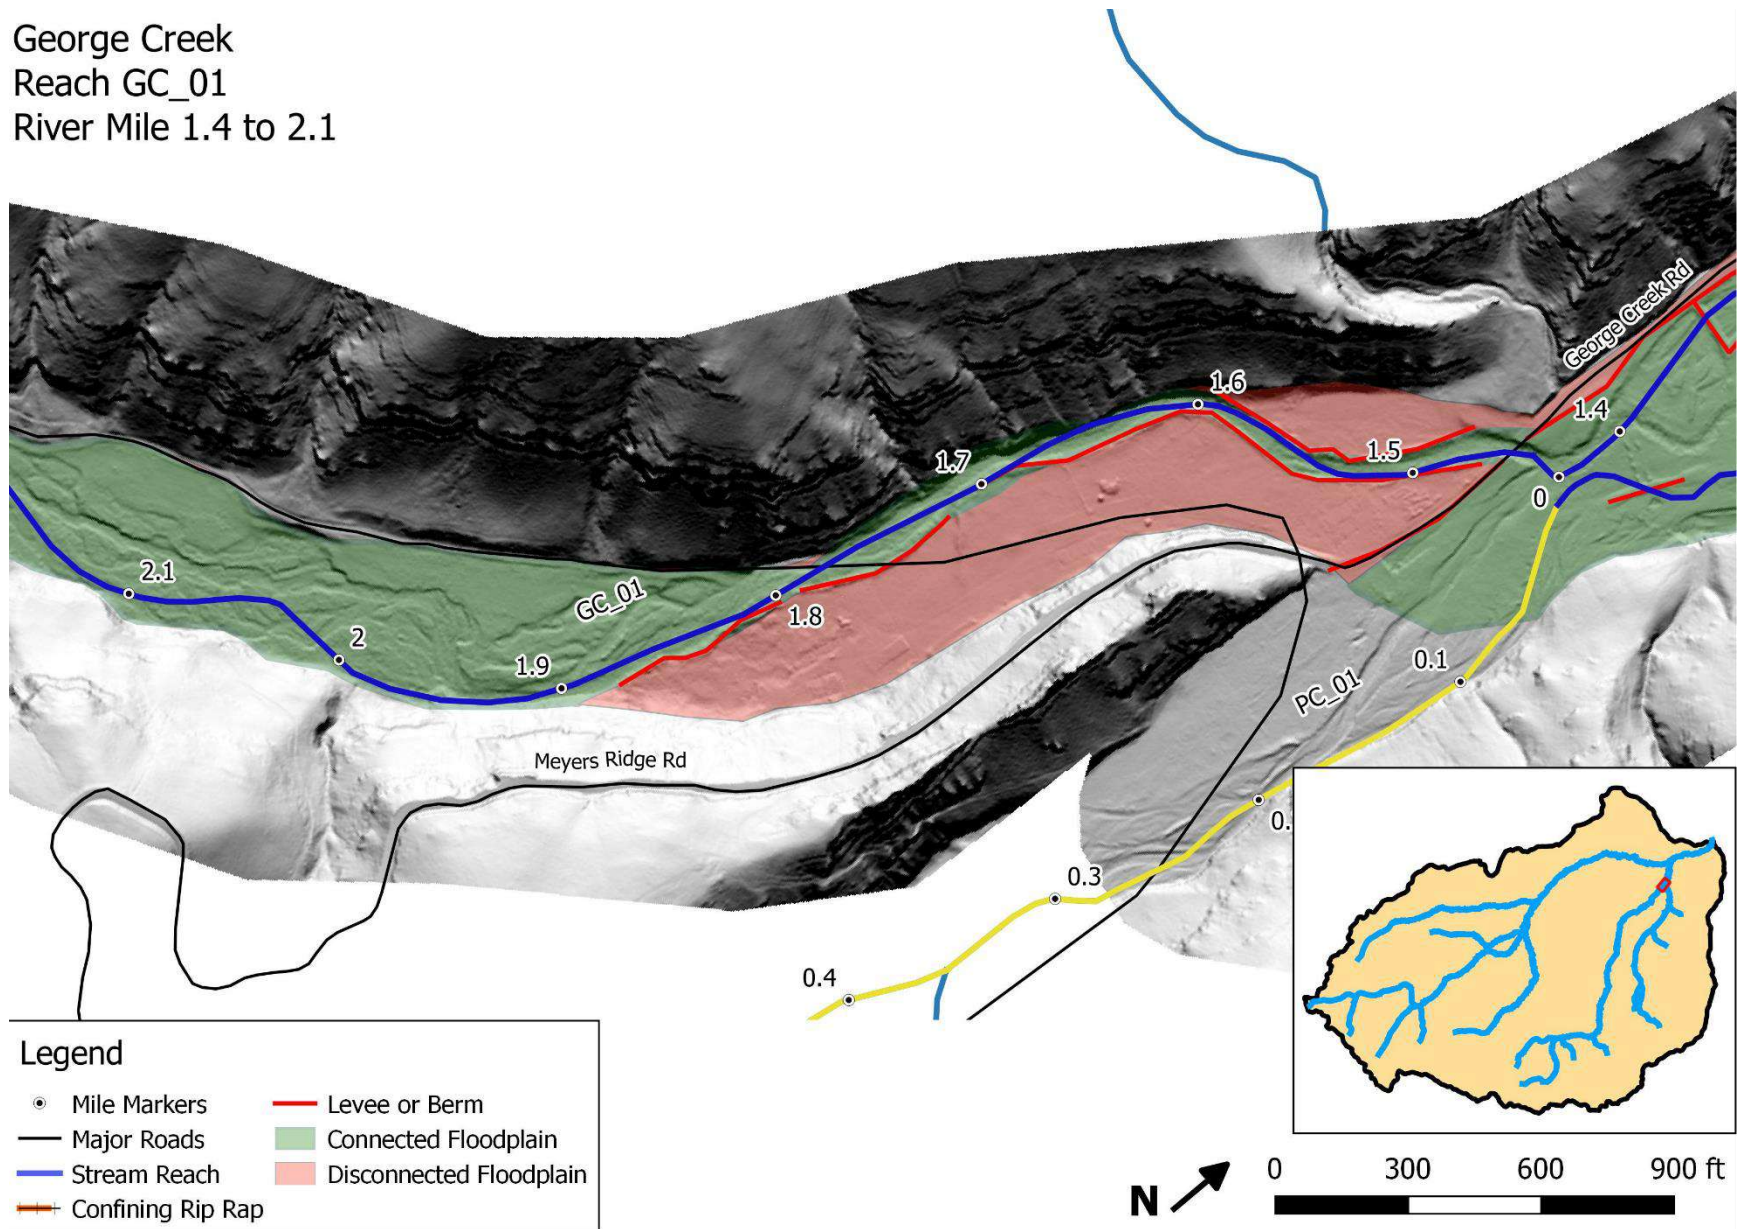 George Creek
Reach GC_01
River Mile 1.4 to 2.1
George Creek Rd
1.6
1.4
1.5
1.7
0
2.1
GC_01
1.8
2
1.9
0.1
PC_01
Meyers Ridge Rd
0.
0.3
0.4
Legend
Mile Markers
Levee or Berm
Major Roads
Connected Floodplain
Stream Reach
Disconnected Floodplain
Confining Rip Rap
N
0 300 600 900 ft